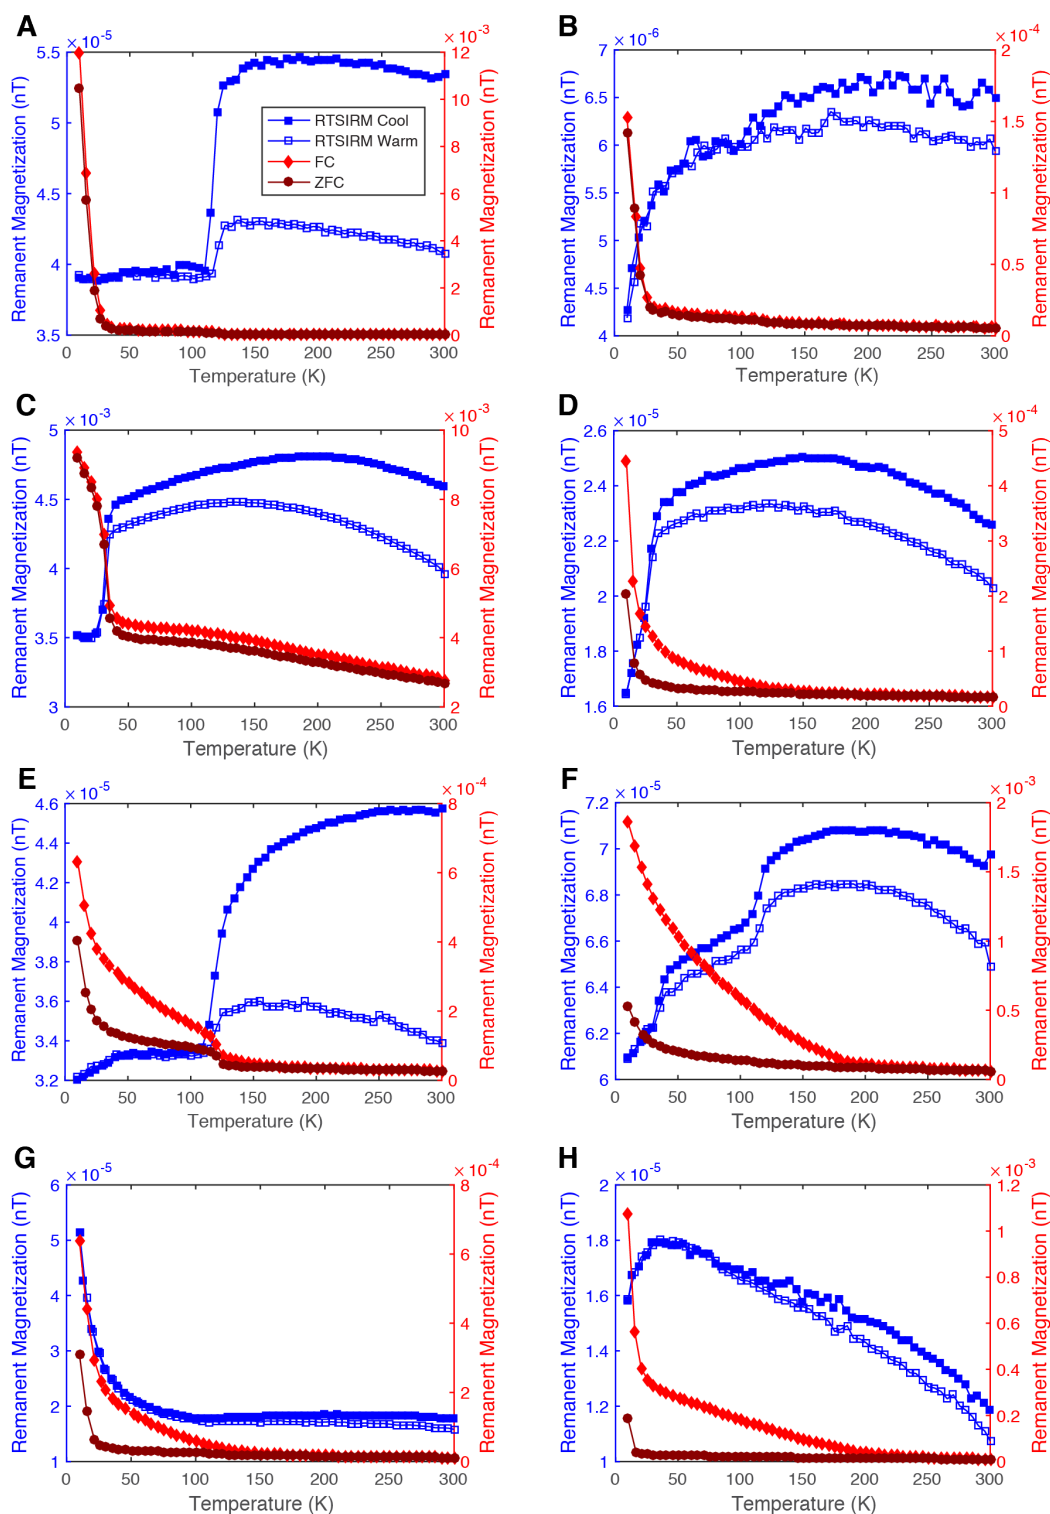 A
× 10⁻⁵
× 10⁻³
Remanent Magnetization (nT)
5.5
5
4.5
4
3.5
12
10
8
6
4
2
0
Remanent Magnetization (nT)
RTSIRM Cool
RTSIRM Warm
FC
ZFC
0 50 100 150 200 250 300
Temperature (K)
B
× 10⁻⁶
× 10⁻⁴
Remanent Magnetization (nT)
7
6.5
6
5.5
5
4.5
4
2
1.5
1
0.5
0
Remanent Magnetization (nT)
0 50 100 150 200 250 300
Temperature (K)
C
× 10⁻³
× 10⁻³
Remanent Magnetization (nT)
5
4.5
4
3.5
3
10
8
6
4
2
Remanent Magnetization (nT)
0 50 100 150 200 250 300
Temperature (K)
D
× 10⁻⁵
× 10⁻⁴
Remanent Magnetization (nT)
2.6
2.4
2.2
2
1.8
1.6
5
4
3
2
1
0
Remanent Magnetization (nT)
0 50 100 150 200 250 300
Temperature (K)
E
× 10⁻⁵
× 10⁻⁴
Remanent Magnetization (nT)
4.6
4.4
4.2
4
3.8
3.6
3.4
3.2
8
6
4
2
0
Remanent Magnetization (nT)
0 50 100 150 200 250 300
Temperature (K)
F
× 10⁻⁵
× 10⁻³
Remanent Magnetization (nT)
7.2
7
6.8
6.6
6.4
6.2
6
2
1.5
1
0.5
0
Remanent Magnetization (nT)
0 50 100 150 200 250 300
Temperature (K)
G
× 10⁻⁵
× 10⁻⁴
Remanent Magnetization (nT)
6
5
4
3
2
1
8
6
4
2
0
Remanent Magnetization (nT)
0 50 100 150 200 250 300
Temperature (K)
H
× 10⁻⁵
× 10⁻³
Remanent Magnetization (nT)
2
1.8
1.6
1.4
1.2
1
1.2
1
0.8
0.6
0.4
0.2
0
Remanent Magnetization (nT)
0 50 100 150 200 250 300
Temperature (K)